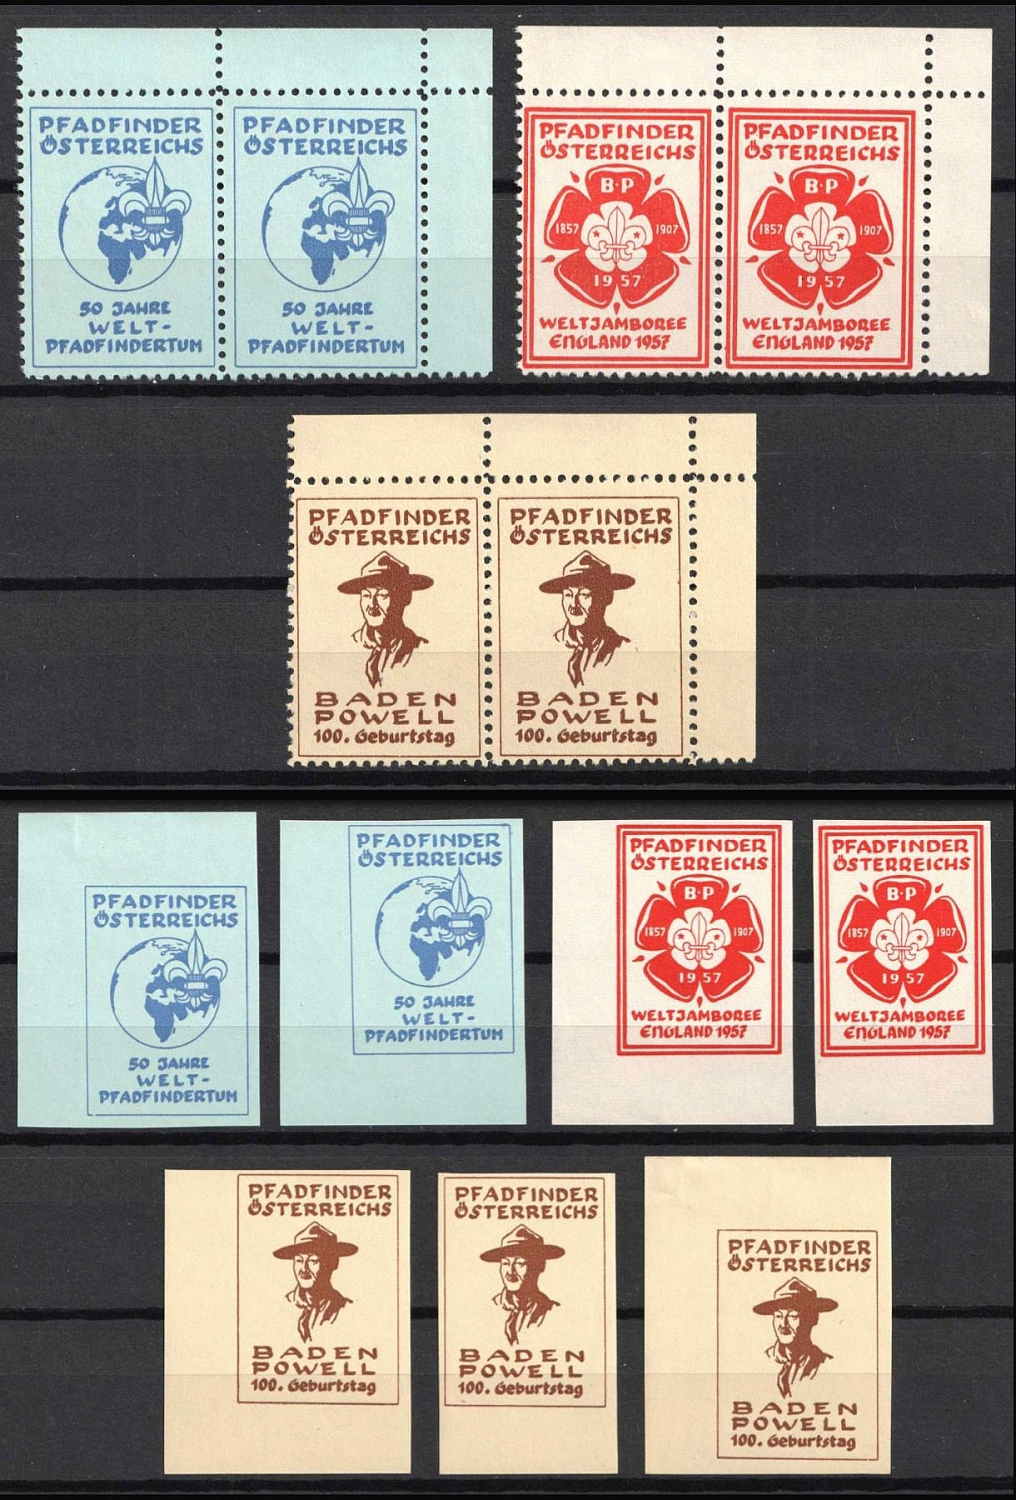 PFADFINDER
ÖSTERREICHS
50 JAHRE
WELT-
PFADFINDERTUM
PFADFINDER
ÖSTERREICHS
50 JAHRE
WELT-
PFADFINDERTUM
PFADFINDER
ÖSTERREICHS
B·P
1857 1907
1957
WELTJAMBOREE
ENGLAND 1957
PFADFINDER
ÖSTERREICHS
B·P
1857 1907
1957
WELTJAMBOREE
ENGLAND 1957
PFADFINDER
ÖSTERREICHS
BADEN
POWELL
100. Geburtstag
PFADFINDER
ÖSTERREICHS
BADEN
POWELL
100. Geburtstag
PFADFINDER
ÖSTERREICHS
50 JAHRE
WELT-
PFADFINDERTUM
PFADFINDER
ÖSTERREICHS
50 JAHRE
WELT-
PFADFINDERTUM
PFADFINDER
ÖSTERREICHS
B·P
1857 1907
1957
WELTJAMBOREE
ENGLAND 1957
PFADFINDER
ÖSTERREICHS
B·P
1857 1907
1957
WELTJAMBOREE
ENGLAND 1957
PFADFINDER
ÖSTERREICHS
BADEN
POWELL
100. Geburtstag
PFADFINDER
ÖSTERREICHS
BADEN
POWELL
100. Geburtstag
PFADFINDER
ÖSTERREICHS
BADEN
POWELL
100. Geburtstag